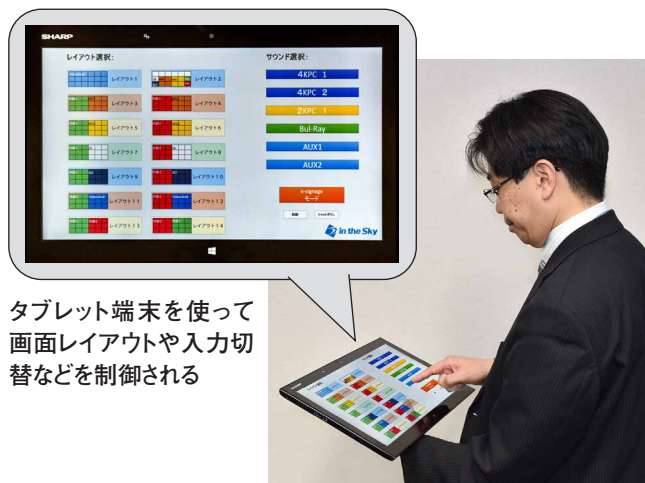 SHARP
レイアウト選択:
サウンド選択:
レイアウト1
レイアウト2
レイアウト3
レイアウト4
レイアウト5
レイアウト6
レイアウト7
レイアウト8
レイアウト9
レイアウト10
レイアウト11
レイアウト12
レイアウト13
レイアウト14
4KPC 1
4KPC 2
2KPC 1
Bul-Ray
AUX1
AUX2
e-signage
モード
in the Sky
タブレット端末を使って
画面レイアウトや入力切
替などを制御される
SHARP